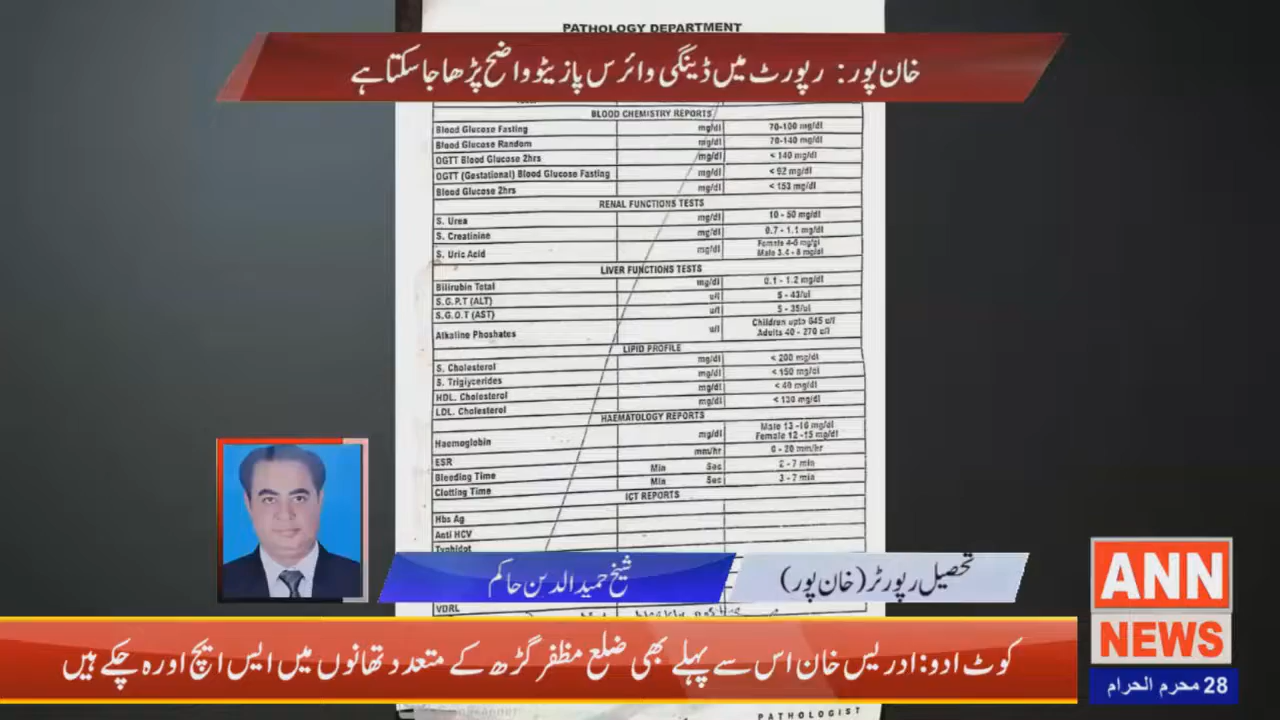 PATHOLOGY DEPARTMENT
خان پور: رپورٹ میں ڈینگی وائرس پازیٹو واضح پڑھا جا سکتا ہے
BLOOD CHEMISTRY REPORTS
Blood Glucose Fasting mg/dl 70-100 mg/dl
Blood Glucose Random mg/dl 70-140 mg/dl
OGTT Blood Glucose 2hrs mg/dl < 140 mg/dl
OGTT (Gestational) Blood Glucose Fasting mg/dl < 92 mg/dl
Blood Glucose 2hrs mg/dl < 153 mg/dl
RENAL FUNCTIONS TESTS
S. Urea mg/dl 10 - 50 mg/dl
S. Creatinine mg/dl 0.7 - 1.1 mg/dl
S. Uric Acid mg/dl Female 4-6 mg/gl
Male 3.4 - 8 mg/gl
LIVER FUNCTIONS TESTS
Bilirubin Total mg/dl 0.1 - 1.2 mg/dl
S.G.P.T (ALT) u/l 5 - 43/ul
S.G.O.T (AST) u/l 5 - 35/ul
Alkaline Phoshates u/l Children upto 645 u/l
Adults 40 - 270 u/l
LIPID PROFILE
S. Cholesterol mg/dl < 200 mg/dl
S. Triglycerides mg/dl < 150 mg/dl
HDL. Cholesterol mg/dl < 40 mg/dl
LDL. Cholesterol mg/dl < 130 mg/dl
HAEMATOLOGY REPORTS
Haemoglobin mg/dl Male 13 -16 mg/dl
Female 12 -15 mg/dl
ESR mm/hr 0 - 20 mm/hr
Bleeding Time Min Sec 2 - 7 min
Clotting Time Min Sec 3 - 7 min
ICT REPORTS
Hbs Ag
Anti HCV
Typhidot
تحصیل رپورٹر (خان پور)
شیخ حمید الدین حاکم
VDRL
ANN
NEWS
کوٹ ادو: ادریس خان اس سے پہلے بھی ضلع مظفر گڑھ کے متعدد تھانوں میں ایس ایچ او رہ چکے ہیں
28 محرم الحرام
PATHOLOGIST